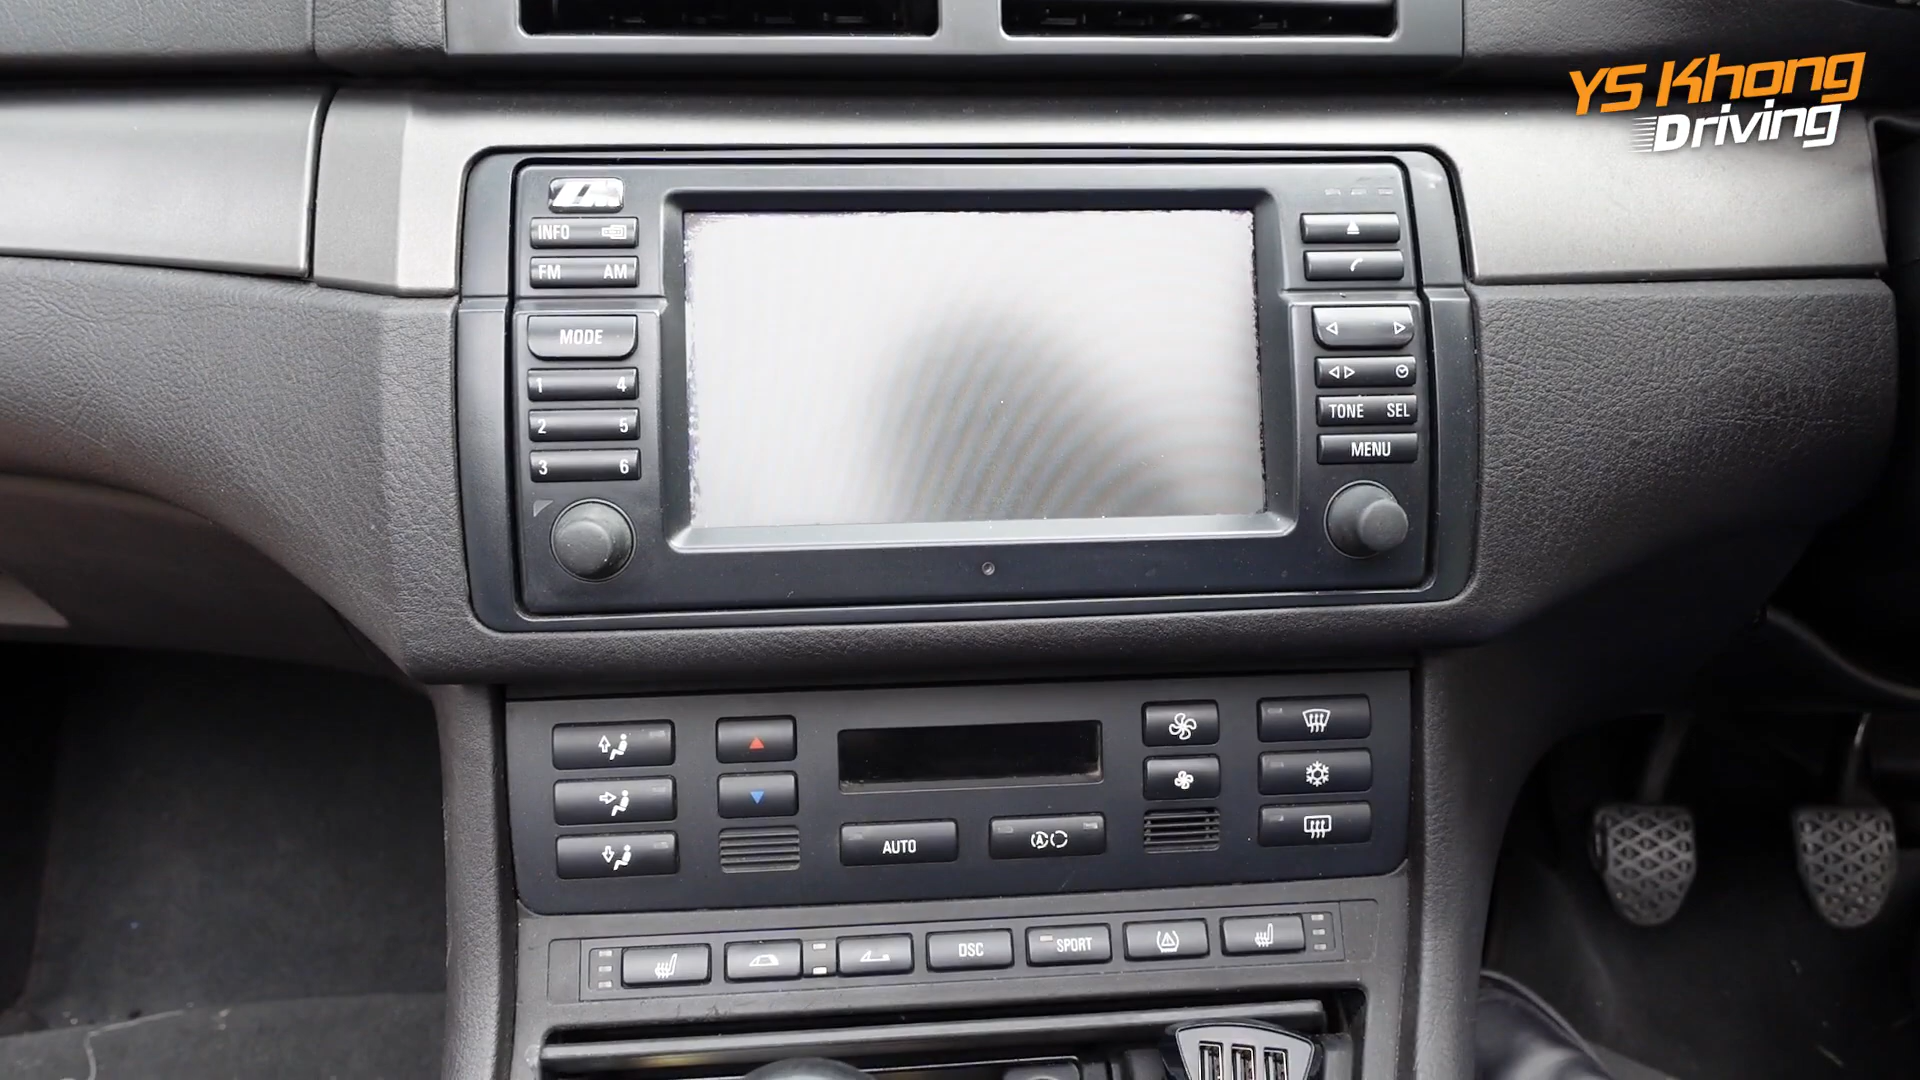 YS Khong
Driving
INFO
FM AM
MODE
1 4
2 5
3 6
TONE SEL
MENU
AUTO
A
DSC
SPORT